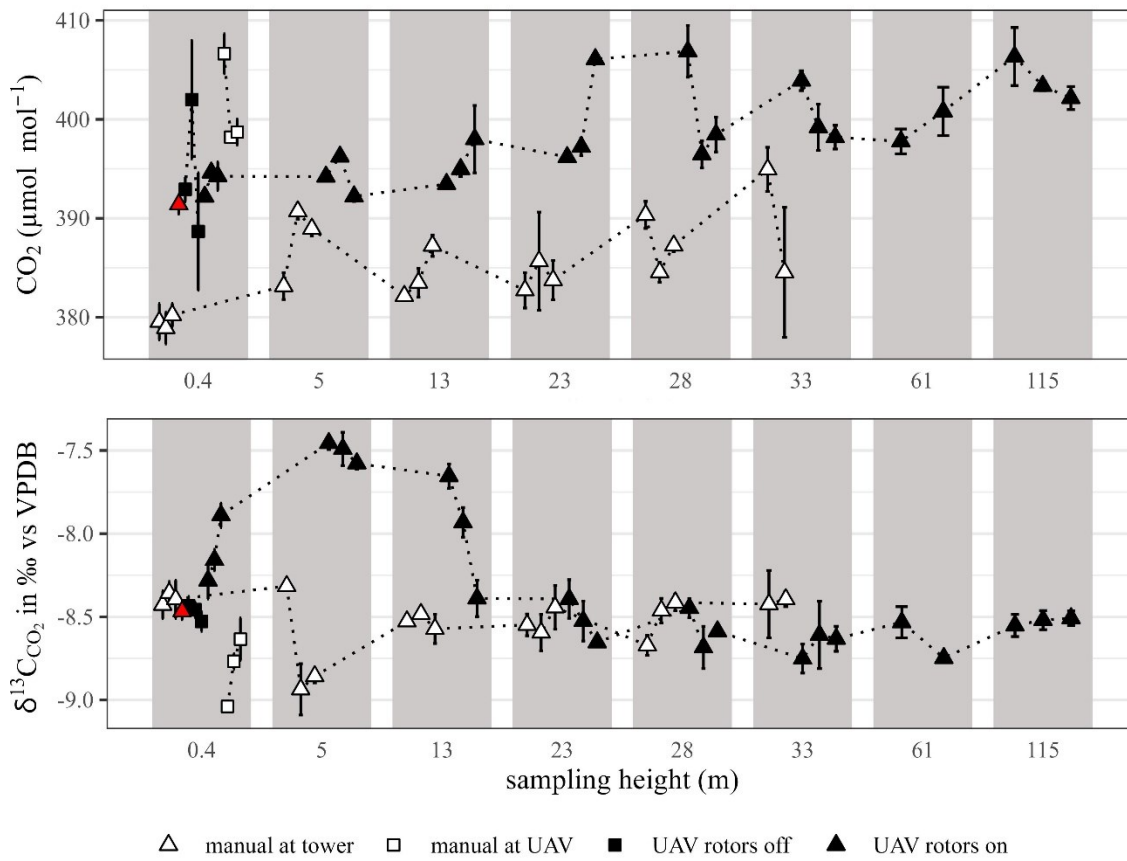 410
400
390
380
CO₂ (µmol mol⁻¹)
0.4 5 13 23 28 33 61 115
-7.5
-8.0
-8.5
-9.0
δ¹³C_CO₂ in ‰ vs VPDB
0.4 5 13 23 28 33 61 115
sampling height (m)
manual at tower manual at UAV UAV rotors off UAV rotors on